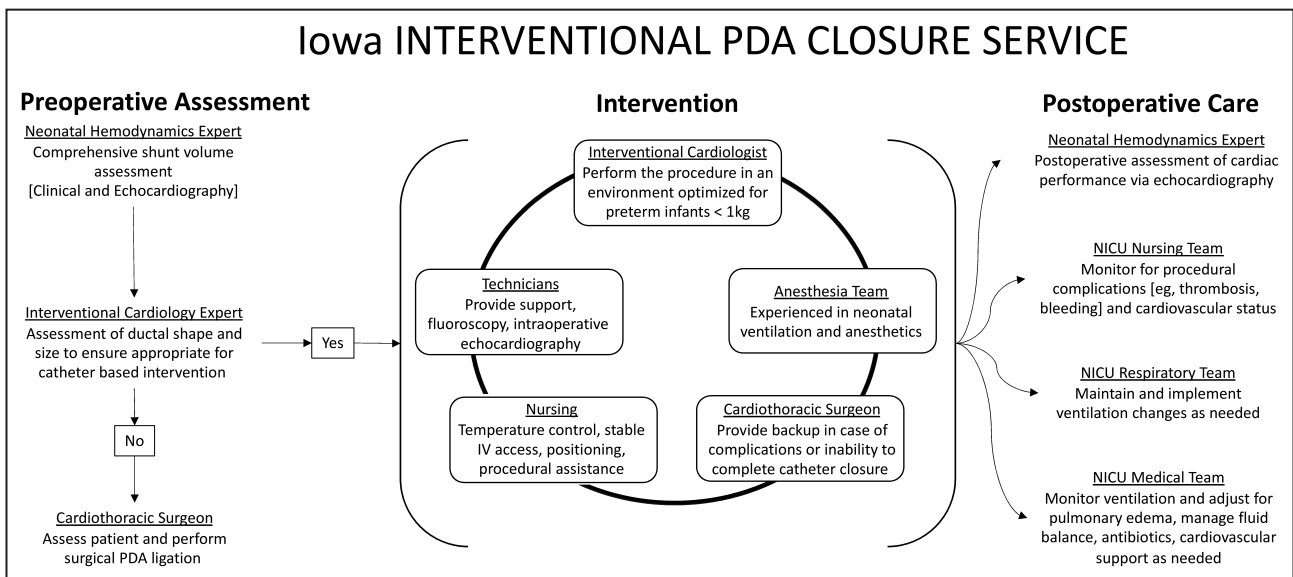 Iowa INTERVENTIONAL PDA CLOSURE SERVICE
Preoperative Assessment
Neonatal Hemodynamics Expert
Comprehensive shunt volume
assessment
[Clinical and Echocardiography]
Interventional Cardiology Expert
Assessment of ductal shape and
size to ensure appropriate for
catheter based intervention
Yes
No
Cardiothoracic Surgeon
Assess patient and perform
surgical PDA ligation
Intervention
Interventional Cardiologist
Perform the procedure in an
environment optimized for
preterm infants < 1kg
Technicians
Provide support,
fluoroscopy, intraoperative
echocardiography
Anesthesia Team
Experienced in neonatal
ventilation and anesthetics
Nursing
Temperature control, stable
IV access, positioning,
procedural assistance
Cardiothoracic Surgeon
Provide backup in case of
complications or inability to
complete catheter closure
Postoperative Care
Neonatal Hemodynamics Expert
Postoperative assessment of cardiac
performance via echocardiography
NICU Nursing Team
Monitor for procedural
complications [eg, thrombosis,
bleeding] and cardiovascular status
NICU Respiratory Team
Maintain and implement
ventilation changes as needed
NICU Medical Team
Monitor ventilation and adjust for
pulmonary edema, manage fluid
balance, antibiotics, cardiovascular
support as needed